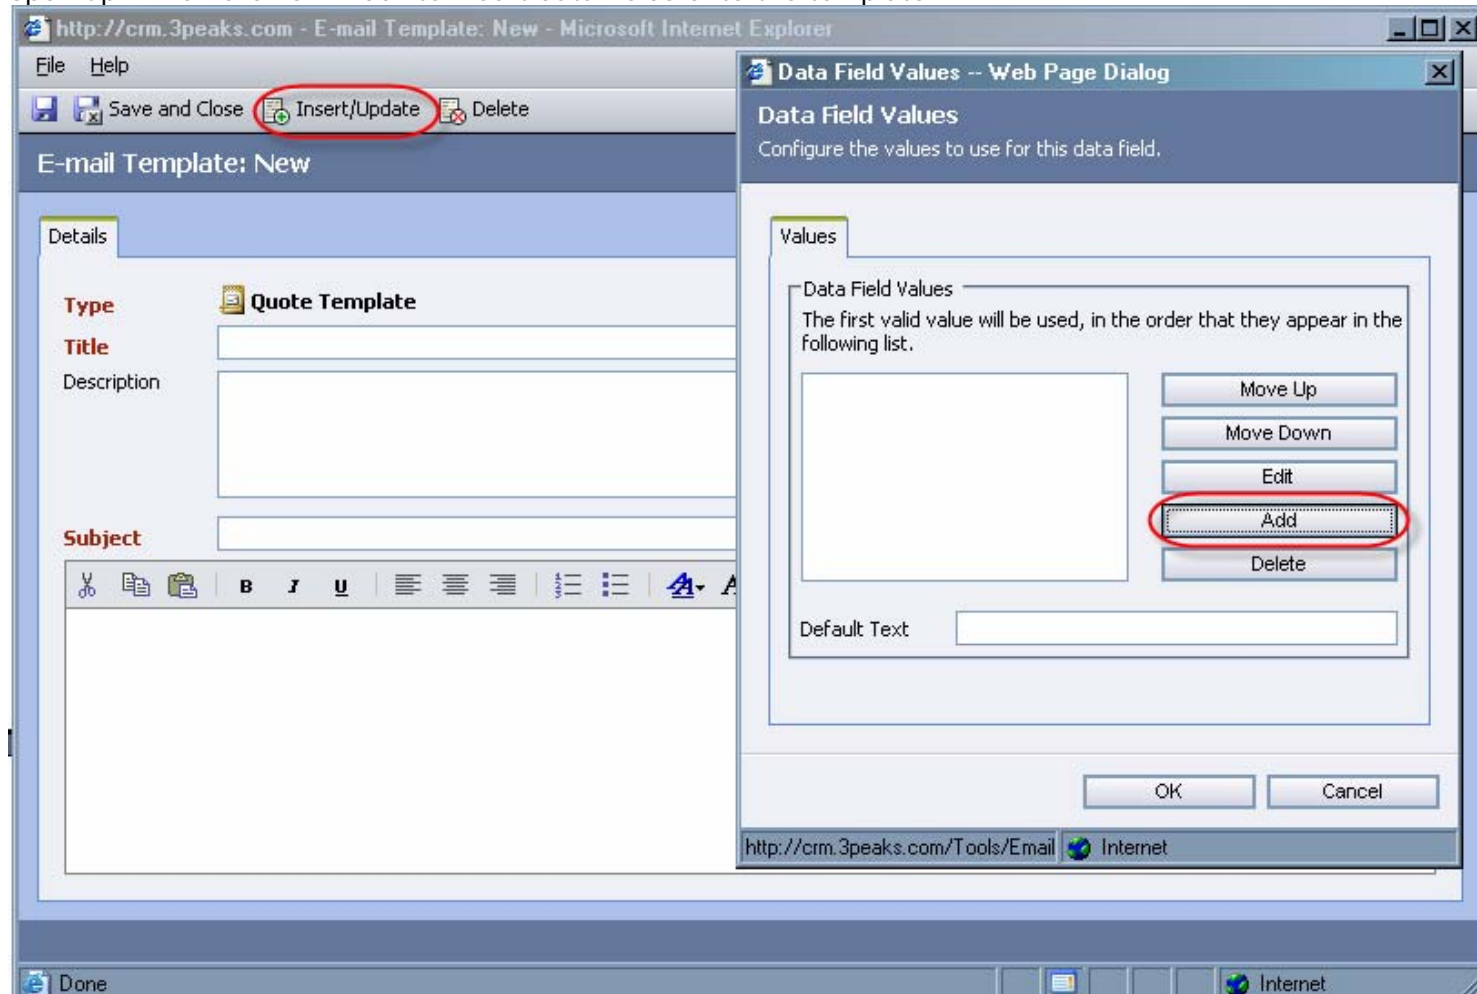 http://crm.3peaks.com - E-mail Template: New - Microsoft Internet Explorer
File Help
Save and Close Insert/Update Delete
E-mail Template: New
Details
Type Quote Template
Title
Description
Subject
B I U A
Data Field Values -- Web Page Dialog
Data Field Values
Configure the values to use for this data field.
Values
Data Field Values
The first valid value will be used, in the order that they appear in the
following list.
Move Up
Move Down
Edit
Add
Delete
Default Text
OK Cancel
http://crm.3peaks.com/Tools/Email Internet
Done Internet